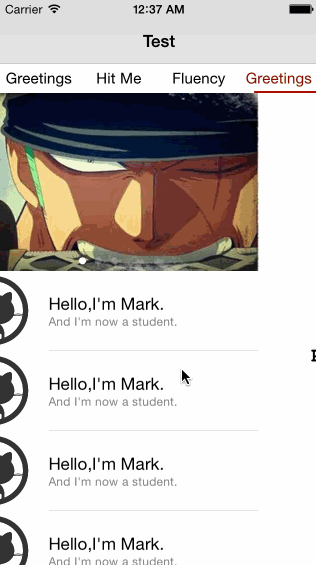 Carrier 12:37 AM
Test
Greetings Hit Me Fluency Greetings
Hello,I'm Mark.
And I'm now a student.
Hello,I'm Mark.
And I'm now a student.
Hello,I'm Mark.
And I'm now a student.
Hello,I'm Mark.
And I'm now a student.